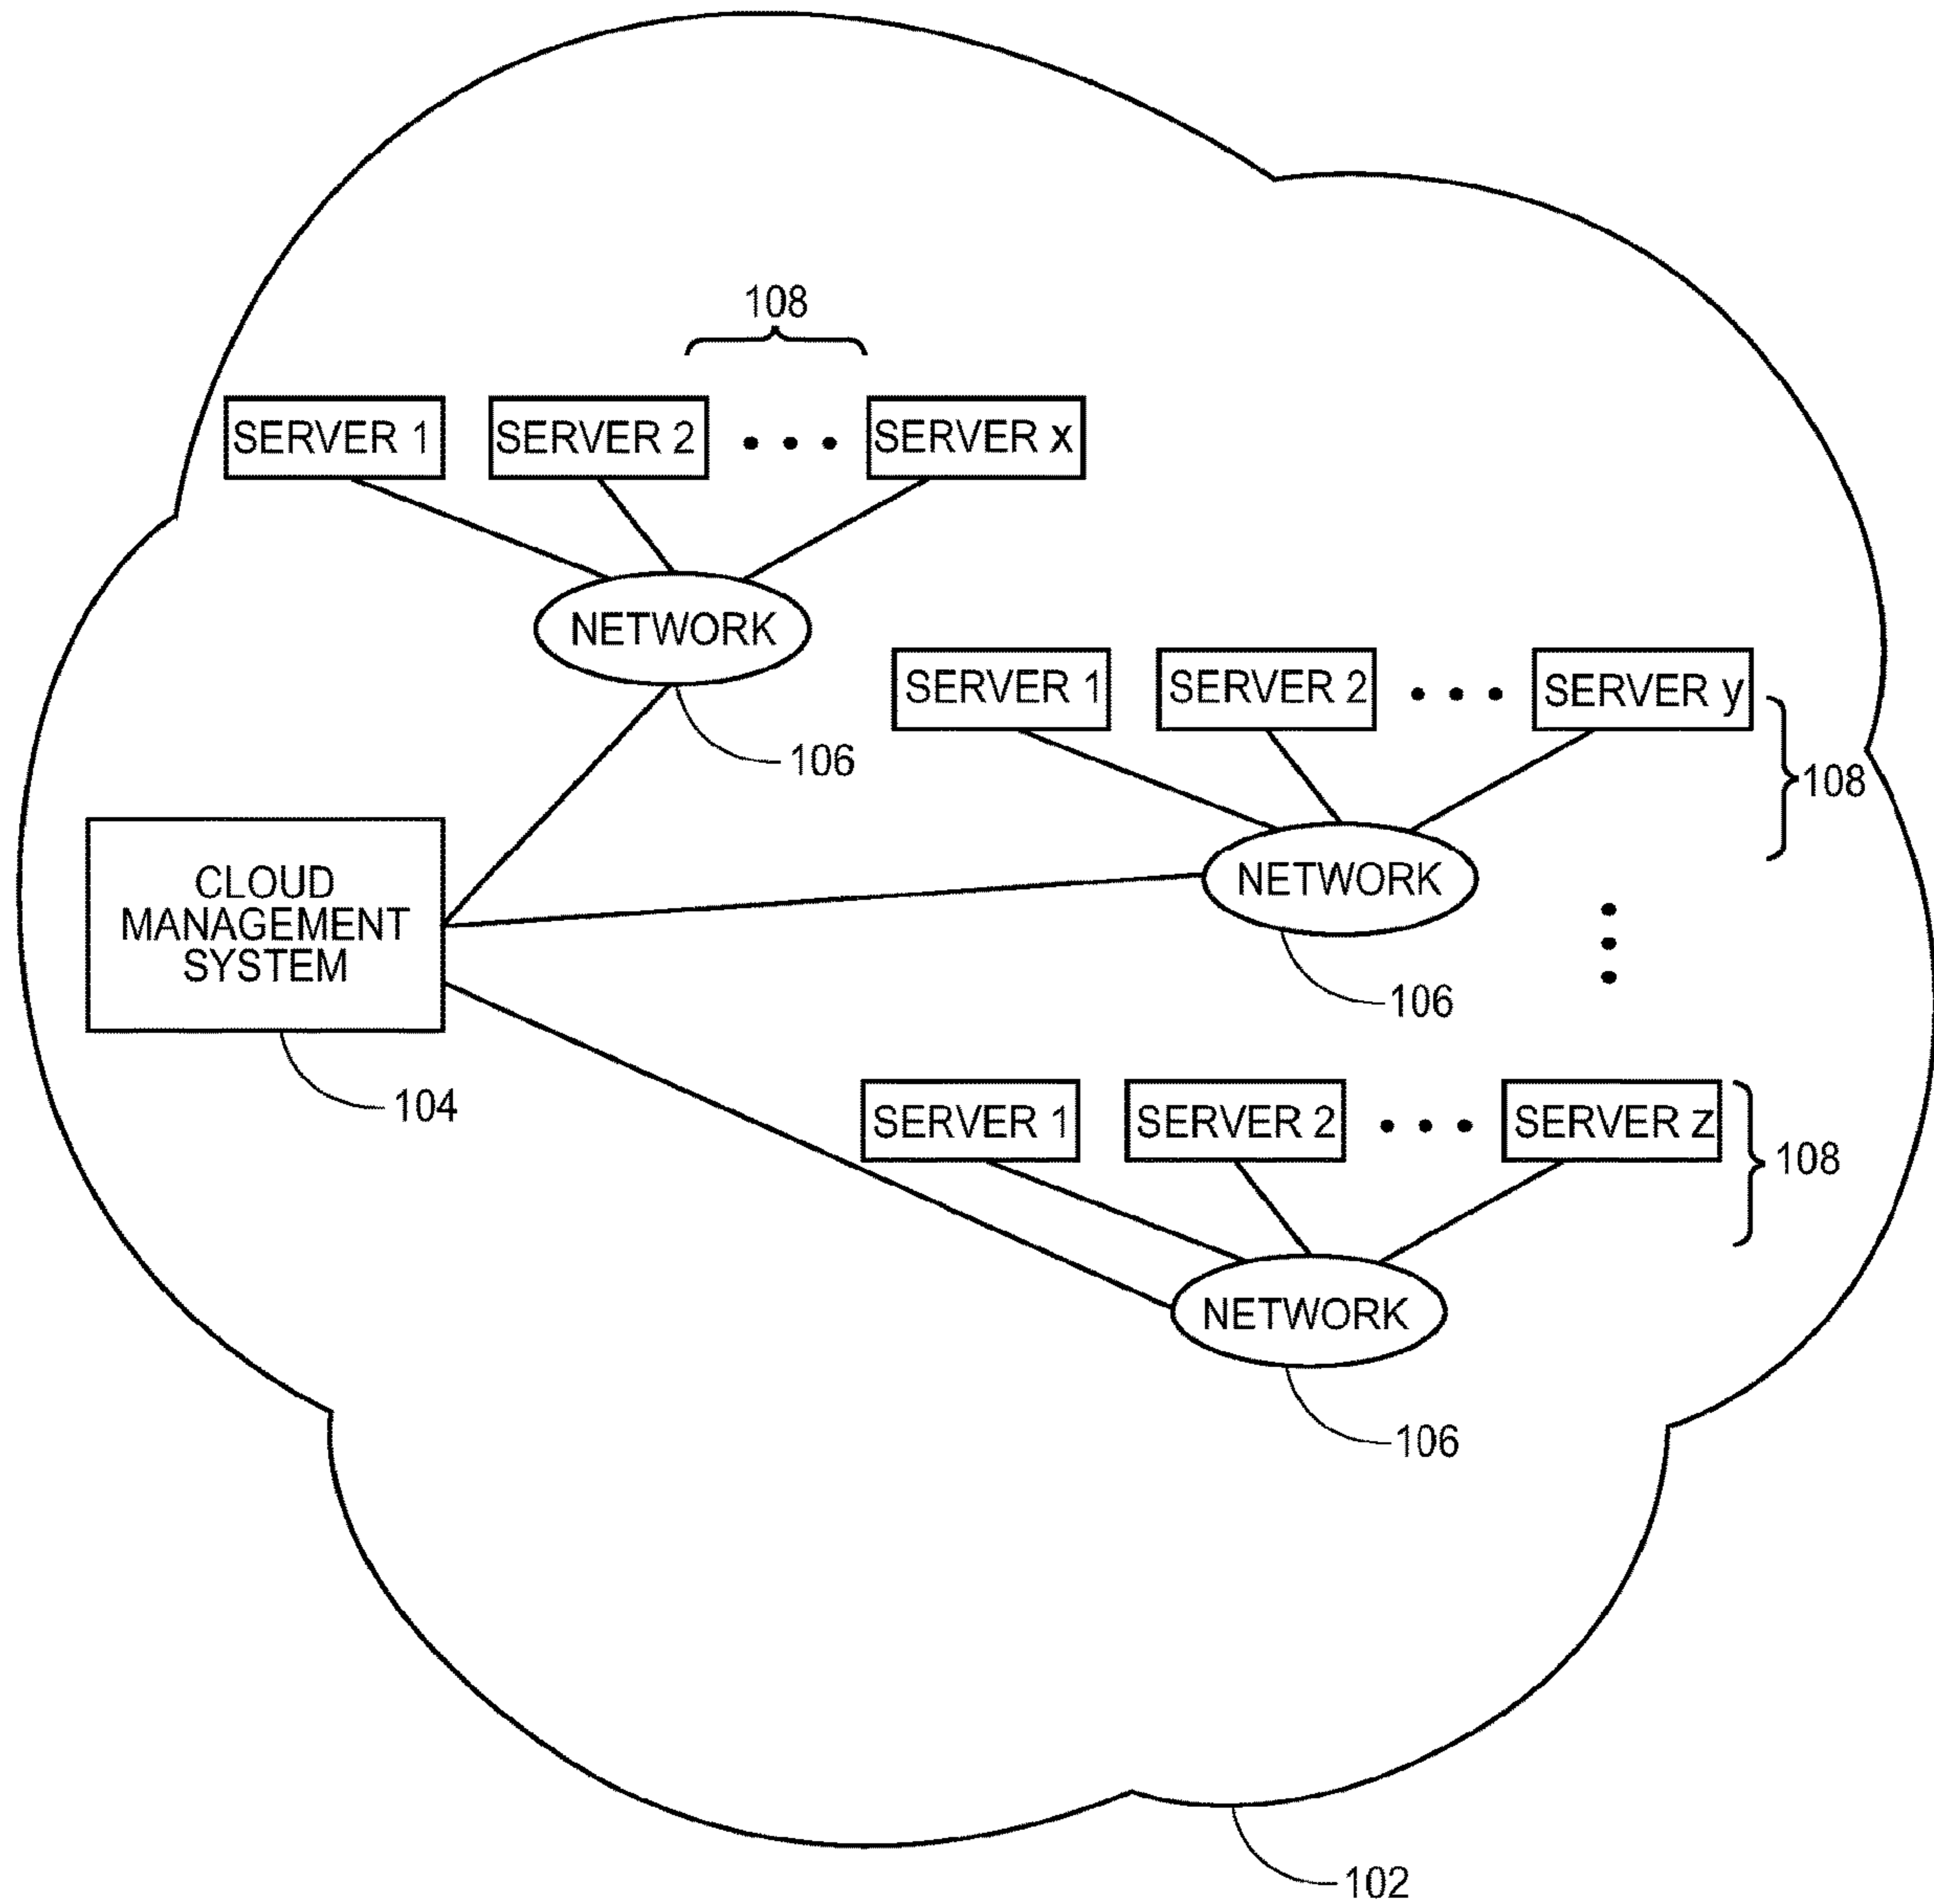 108
SERVER 1 SERVER 2 • • • SERVER x
NETWORK
106
SERVER 1 SERVER 2 • • • SERVER y
108
NETWORK
106
CLOUD
MANAGEMENT
SYSTEM
104
SERVER 1 SERVER 2 • • • SERVER z
108
NETWORK
106
102